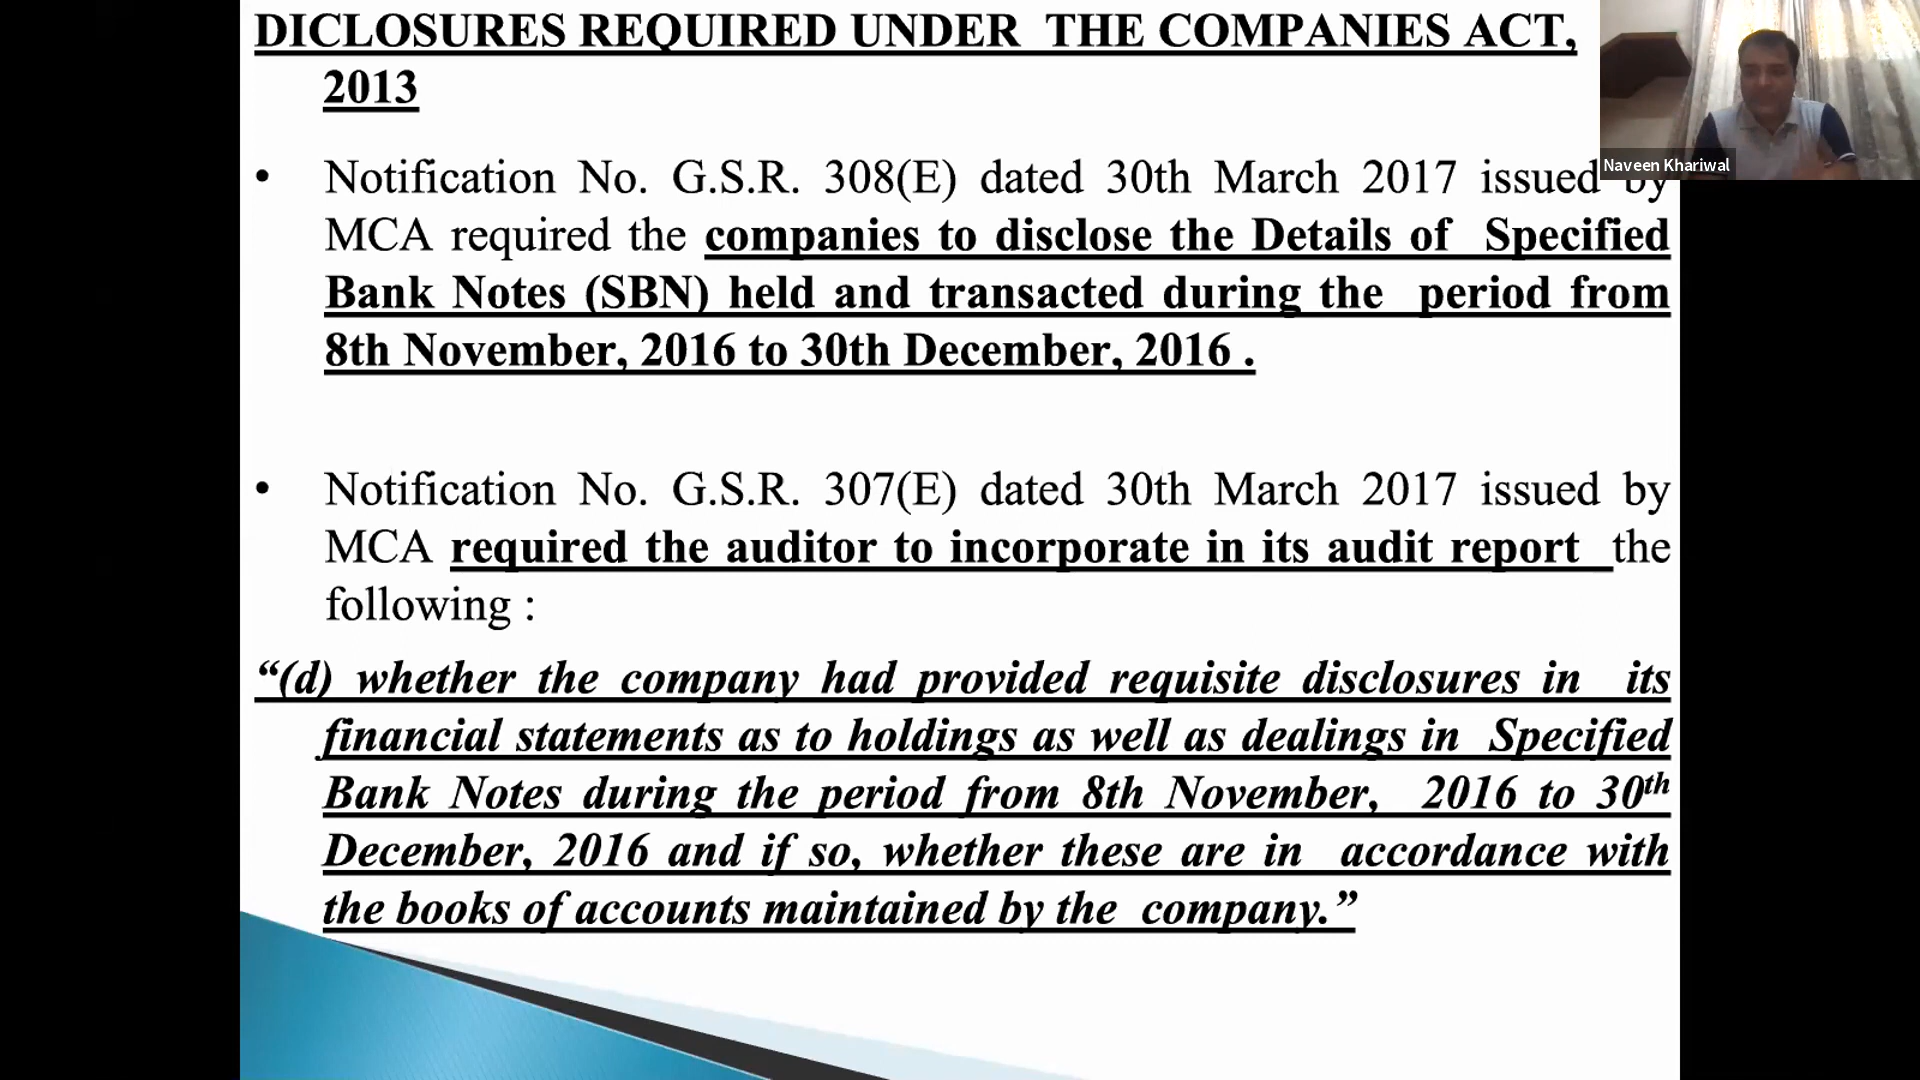 DICLOSURES REQUIRED UNDER THE COMPANIES ACT,
2013
• Notification No. G.S.R. 308(E) dated 30th March 2017 issued by
MCA required the companies to disclose the Details of Specified
Bank Notes (SBN) held and transacted during the period from
8th November, 2016 to 30th December, 2016 .
• Notification No. G.S.R. 307(E) dated 30th March 2017 issued by
MCA required the auditor to incorporate in its audit report the
following :
“(d) whether the company had provided requisite disclosures in its
financial statements as to holdings as well as dealings in Specified
Bank Notes during the period from 8th November, 2016 to 30th
December, 2016 and if so, whether these are in accordance with
the books of accounts maintained by the company.”
Naveen Khariwal